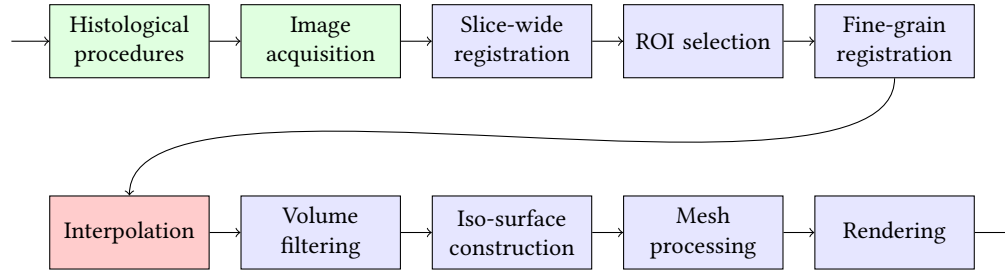 Histological
procedures
Image
acquisition
Slice-wide
registration
ROI selection
Fine-grain
registration
Interpolation
Volume
filtering
Iso-surface
construction
Mesh
processing
Rendering